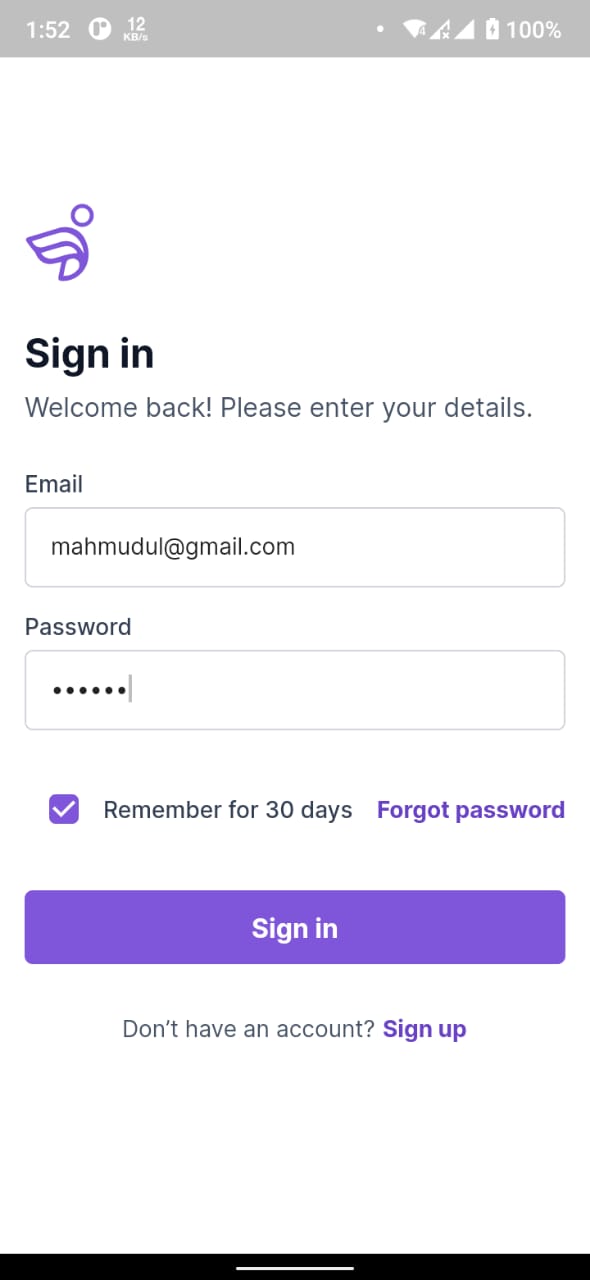 1:52 12 KB/s 4 100%
Sign in
Welcome back! Please enter your details.
Email
mahmudul@gmail.com
Password
••••••
Remember for 30 days Forgot password
Sign in
Don’t have an account? Sign up